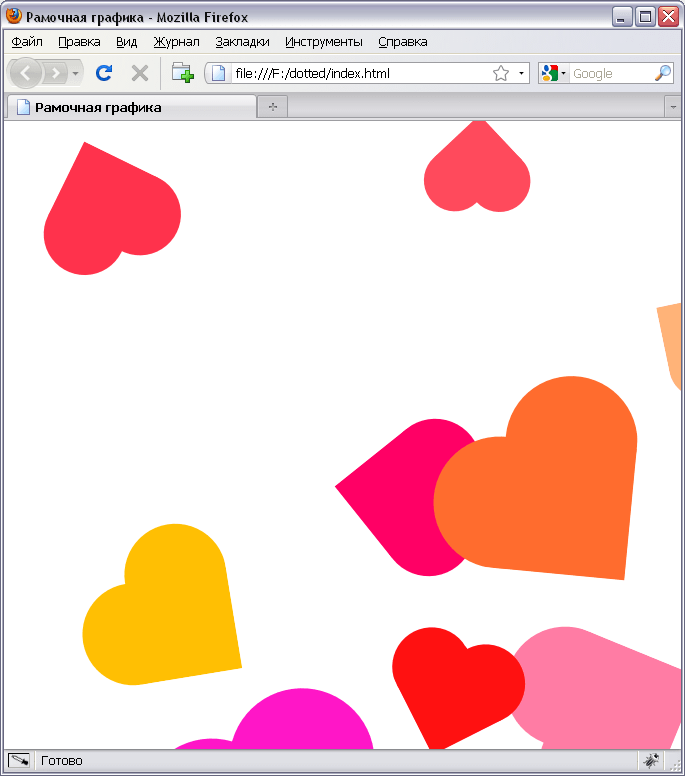 Рамочная графика - Mozilla Firefox
Файл Правка Вид Журнал Закладки Инструменты Справка
file:///F:/dotted/index.html Google
Рамочная графика
Готово